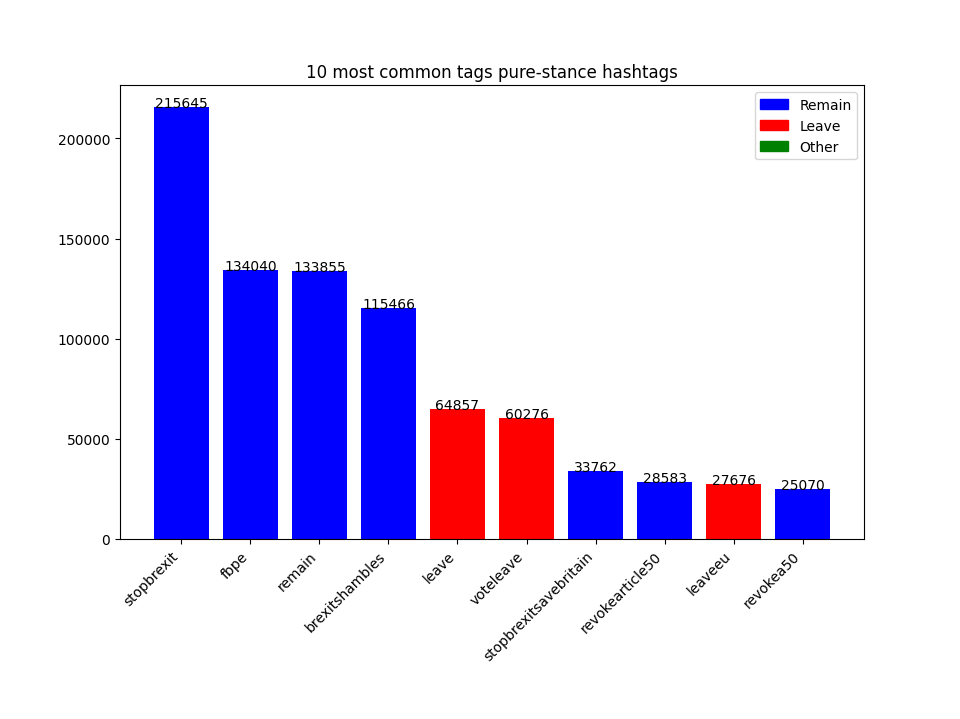 10 most common tags pure-stance hashtags
Remain
Leave
Other
200000
150000
100000
50000
0
215645
134040
133855
115466
64857
60276
33762
28583
27676
25070
stopbrexit
fbpe
remain
brexitshambles
leave
voteleave
stopbrexitsavebritain
revokearticle50
leaveeu
revokea50